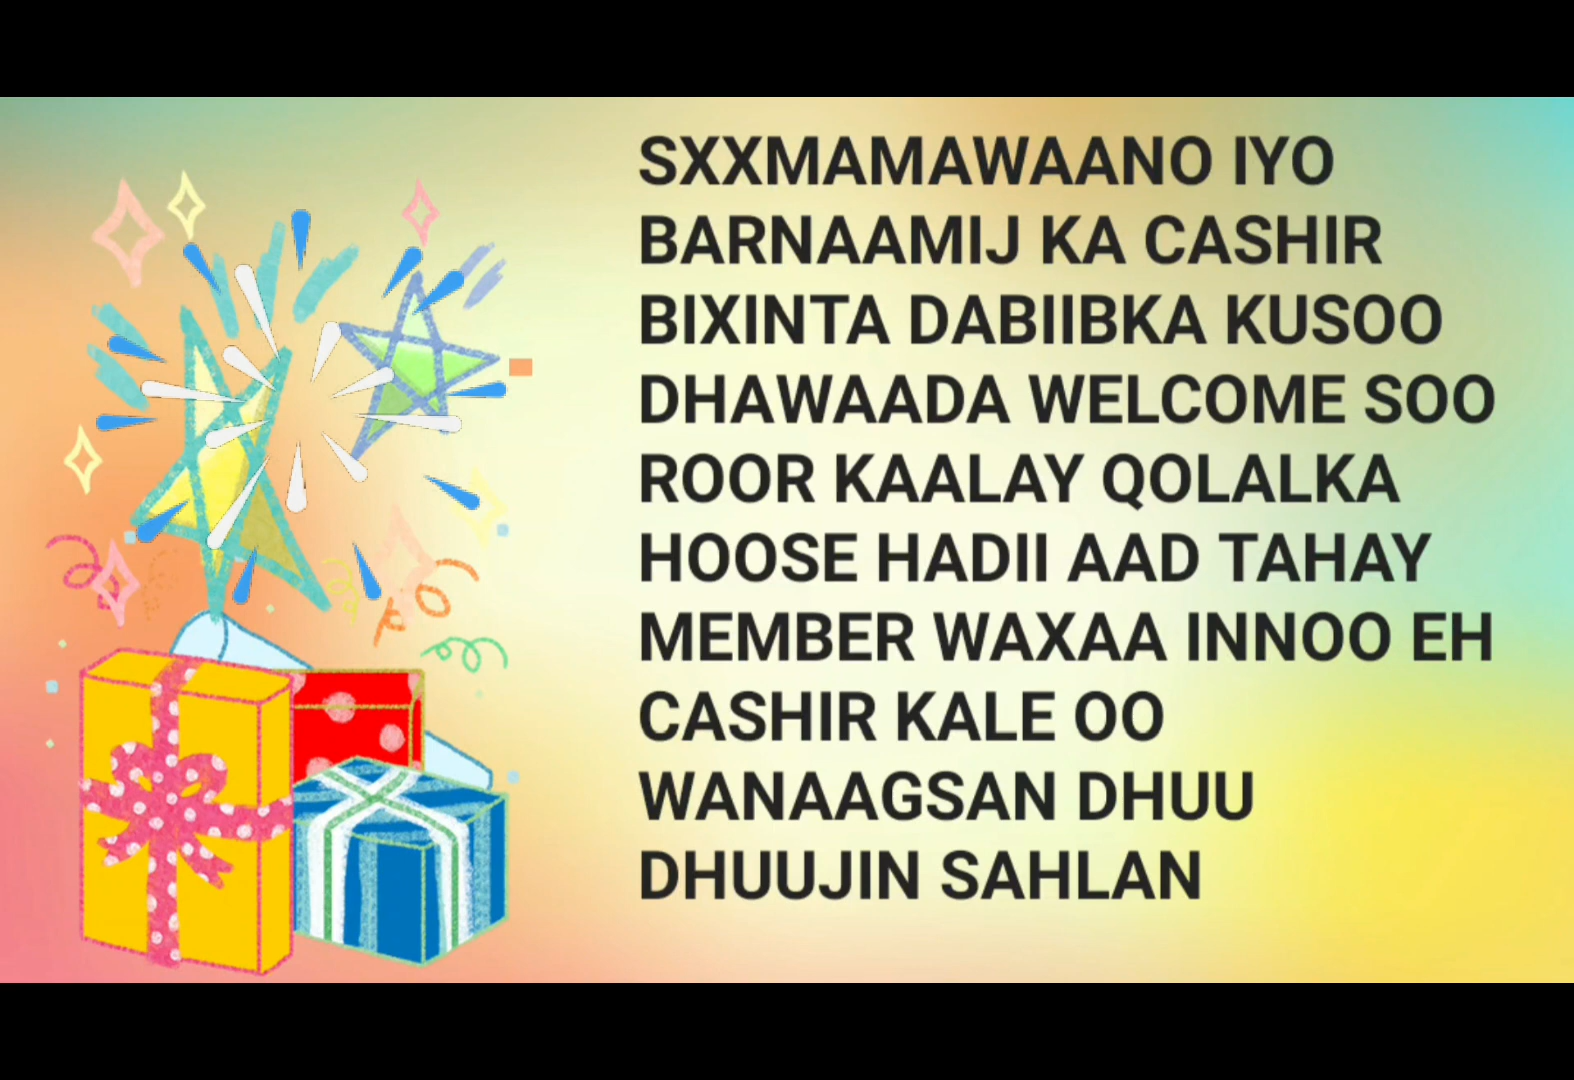 SXXMAMAWAANO IYO
BARNAAMIJ KA CASHIR
BIXINTA DABIIBKA KUSOO
DHAWAADA WELCOME SOO
ROOR KAALAY QOLALKA
HOOSE HADII AAD TAHAY
MEMBER WAXAA INNOO EH
CASHIR KALE OO
WANAAGSAN DHUU
DHUUJIN SAHLAN